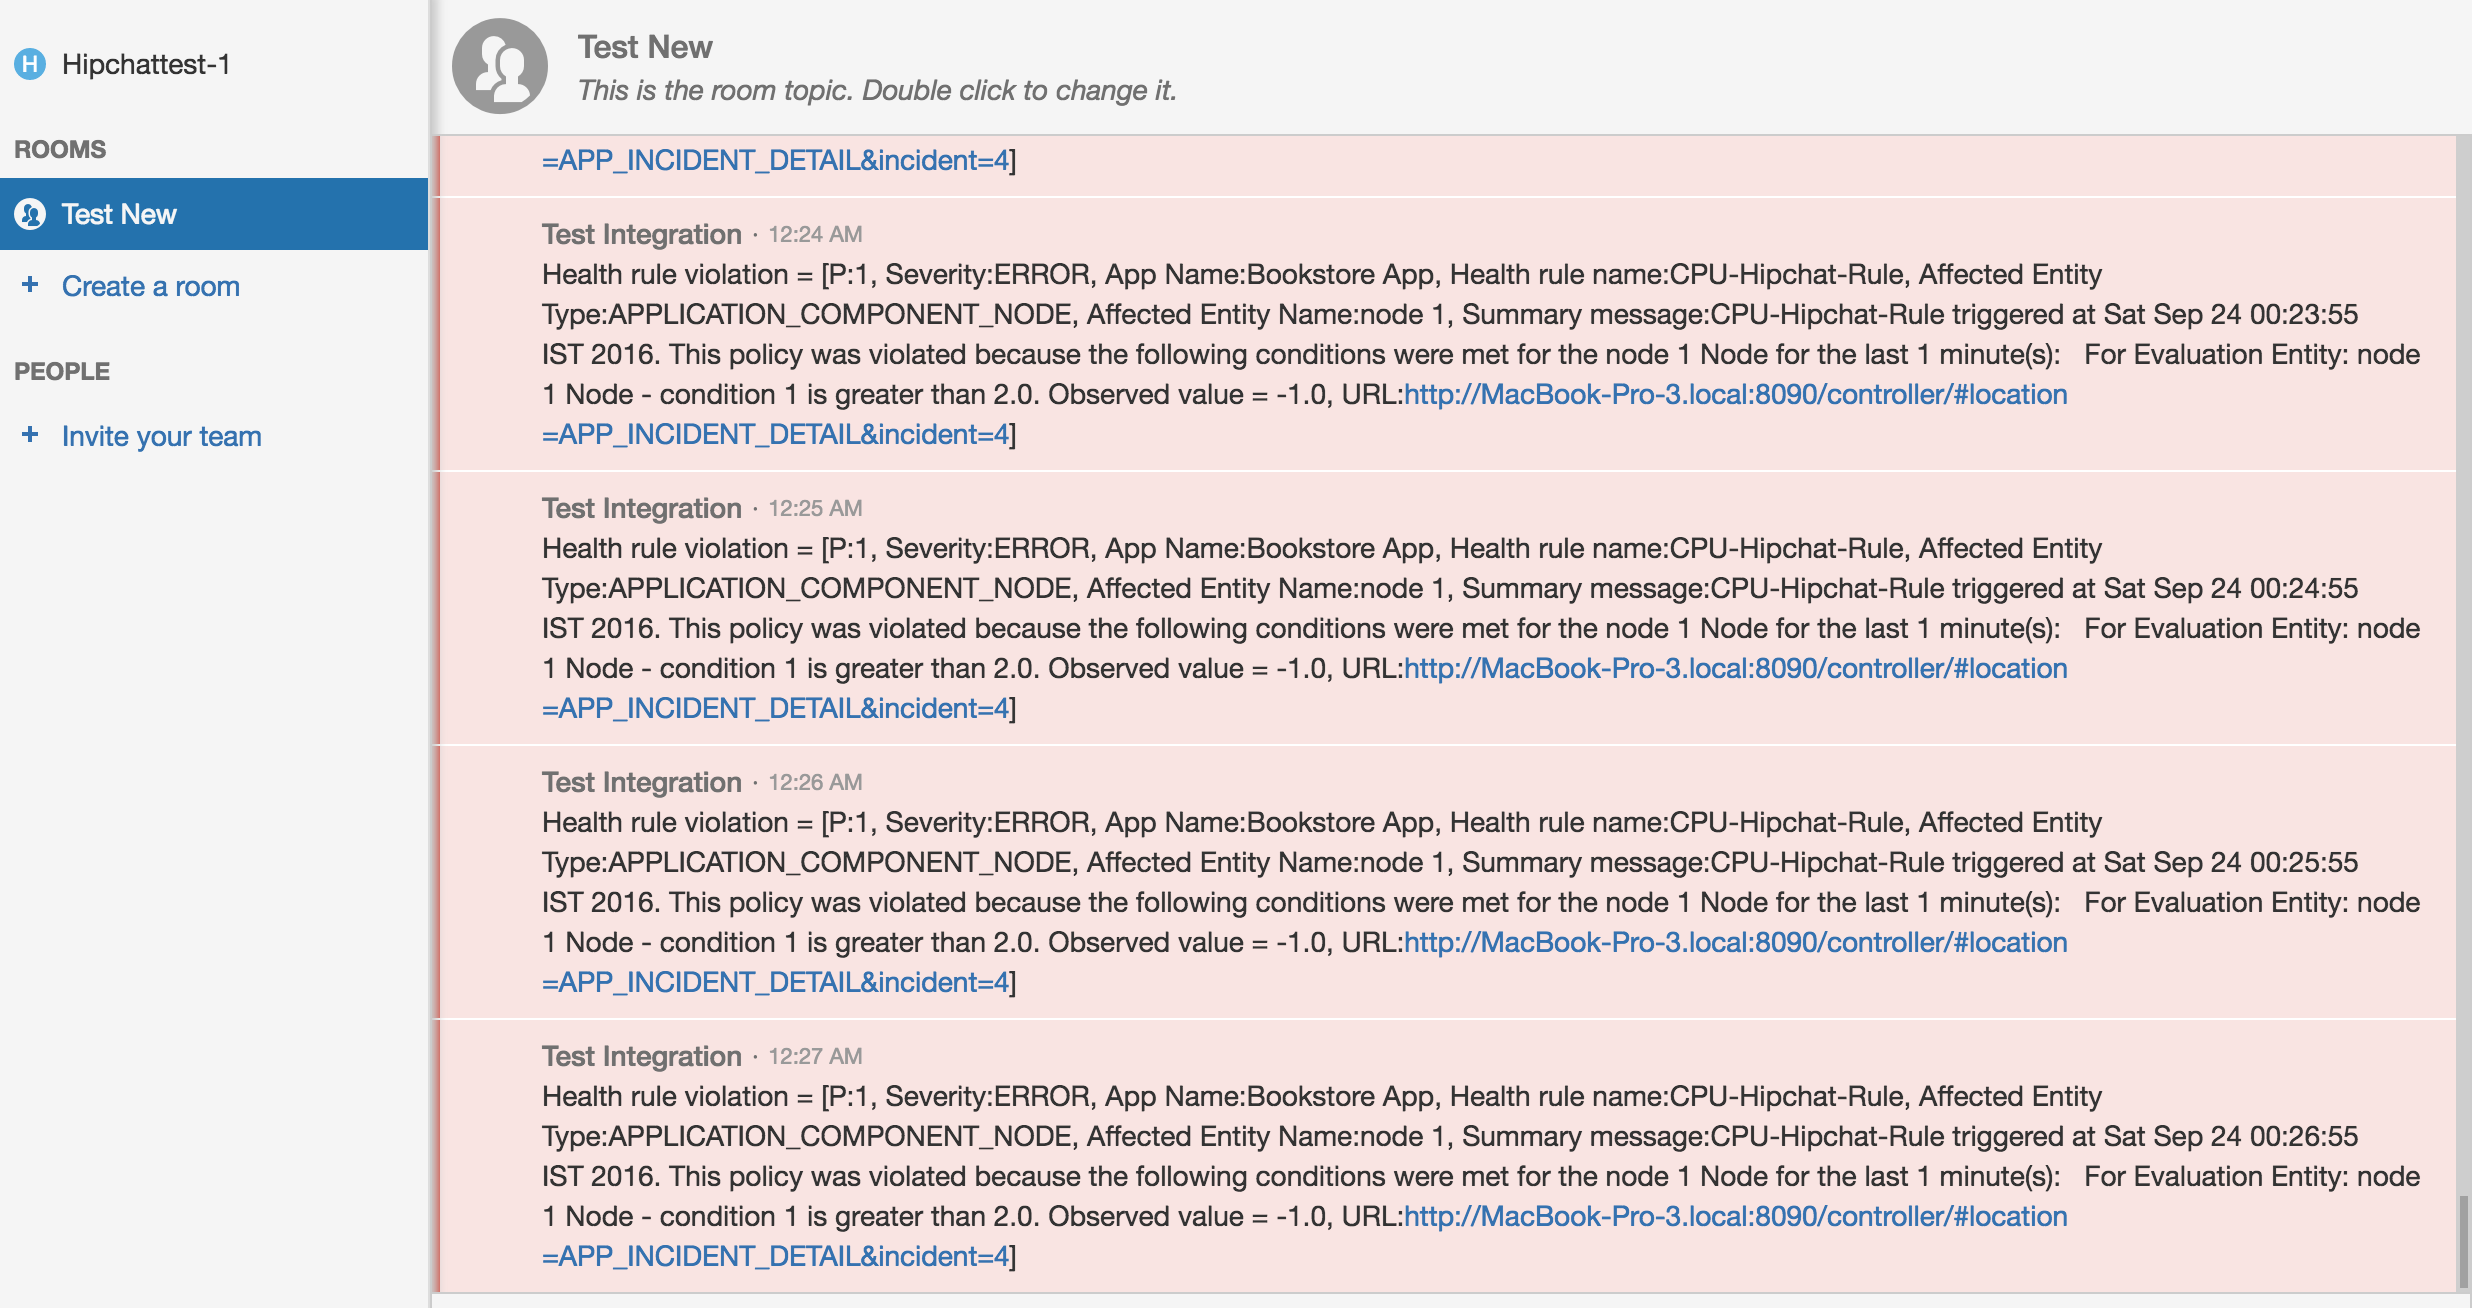 H Hipchattest-1
ROOMS
Test New
+ Create a room
PEOPLE
+ Invite your team
Test New
This is the room topic. Double click to change it.
=APP_INCIDENT_DETAIL&incident=4]
Test Integration · 12:24 AM
Health rule violation = [P:1, Severity:ERROR, App Name:Bookstore App, Health rule name:CPU-Hipchat-Rule, Affected Entity
Type:APPLICATION_COMPONENT_NODE, Affected Entity Name:node 1, Summary message:CPU-Hipchat-Rule triggered at Sat Sep 24 00:23:55
IST 2016. This policy was violated because the following conditions were met for the node 1 Node for the last 1 minute(s):   For Evaluation Entity: node
1 Node - condition 1 is greater than 2.0. Observed value = -1.0, URL:http://MacBook-Pro-3.local:8090/controller/#location
=APP_INCIDENT_DETAIL&incident=4]
Test Integration · 12:25 AM
Health rule violation = [P:1, Severity:ERROR, App Name:Bookstore App, Health rule name:CPU-Hipchat-Rule, Affected Entity
Type:APPLICATION_COMPONENT_NODE, Affected Entity Name:node 1, Summary message:CPU-Hipchat-Rule triggered at Sat Sep 24 00:24:55
IST 2016. This policy was violated because the following conditions were met for the node 1 Node for the last 1 minute(s):   For Evaluation Entity: node
1 Node - condition 1 is greater than 2.0. Observed value = -1.0, URL:http://MacBook-Pro-3.local:8090/controller/#location
=APP_INCIDENT_DETAIL&incident=4]
Test Integration · 12:26 AM
Health rule violation = [P:1, Severity:ERROR, App Name:Bookstore App, Health rule name:CPU-Hipchat-Rule, Affected Entity
Type:APPLICATION_COMPONENT_NODE, Affected Entity Name:node 1, Summary message:CPU-Hipchat-Rule triggered at Sat Sep 24 00:25:55
IST 2016. This policy was violated because the following conditions were met for the node 1 Node for the last 1 minute(s):   For Evaluation Entity: node
1 Node - condition 1 is greater than 2.0. Observed value = -1.0, URL:http://MacBook-Pro-3.local:8090/controller/#location
=APP_INCIDENT_DETAIL&incident=4]
Test Integration · 12:27 AM
Health rule violation = [P:1, Severity:ERROR, App Name:Bookstore App, Health rule name:CPU-Hipchat-Rule, Affected Entity
Type:APPLICATION_COMPONENT_NODE, Affected Entity Name:node 1, Summary message:CPU-Hipchat-Rule triggered at Sat Sep 24 00:26:55
IST 2016. This policy was violated because the following conditions were met for the node 1 Node for the last 1 minute(s):   For Evaluation Entity: node
1 Node - condition 1 is greater than 2.0. Observed value = -1.0, URL:http://MacBook-Pro-3.local:8090/controller/#location
=APP_INCIDENT_DETAIL&incident=4]